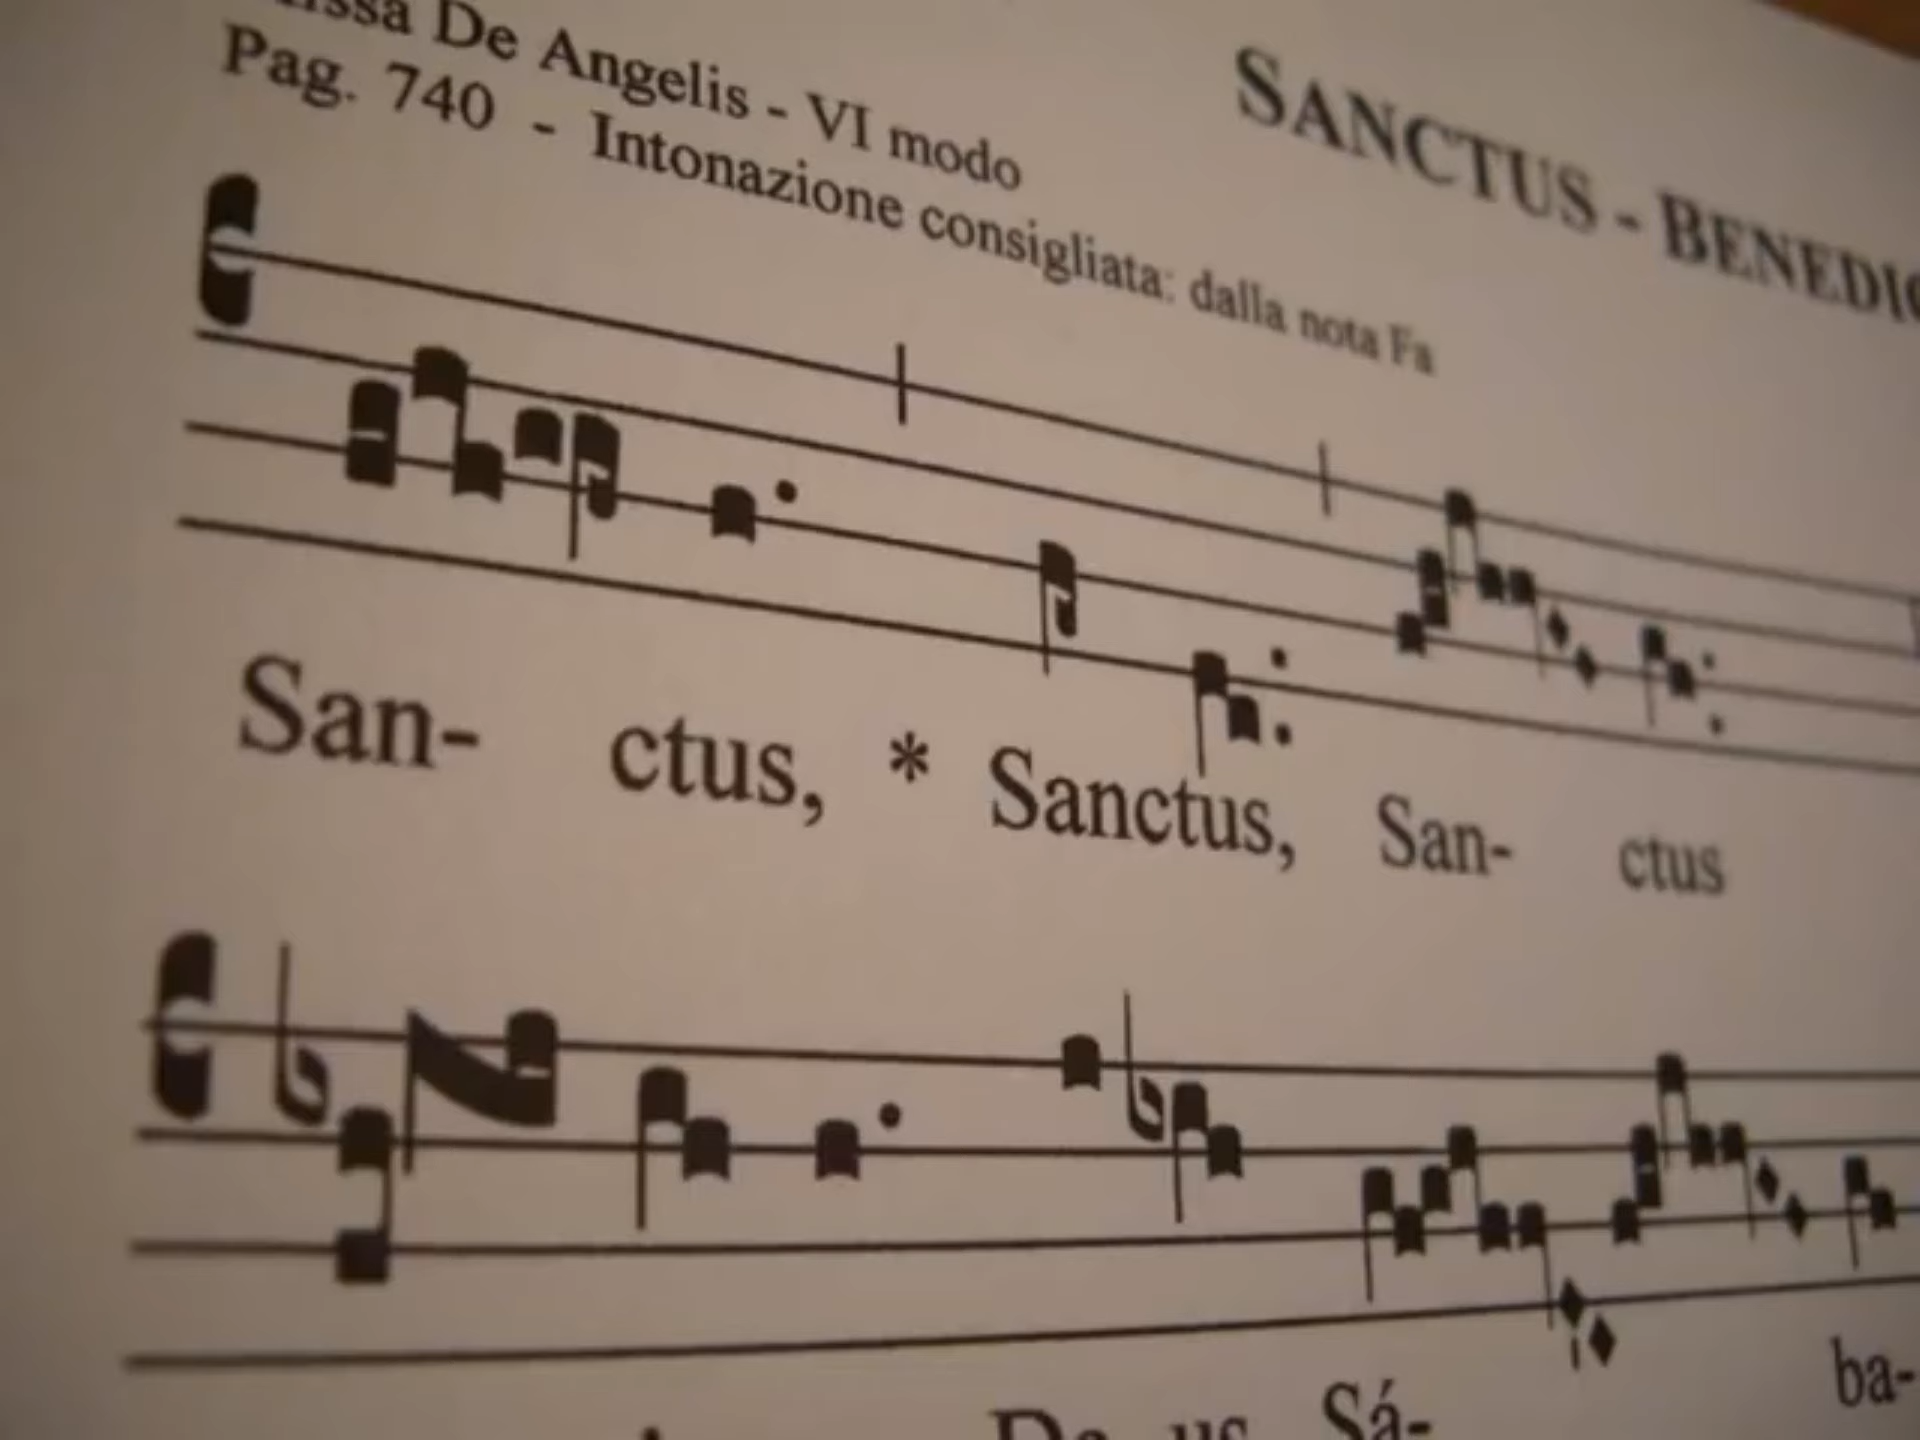 De Angelis - VI modo
Pag. 740 - Intonazione consigliata: dalla nota Fa
SANCTUS -
San- ctus, * Sanctus, San- ctus
Sá- ba-